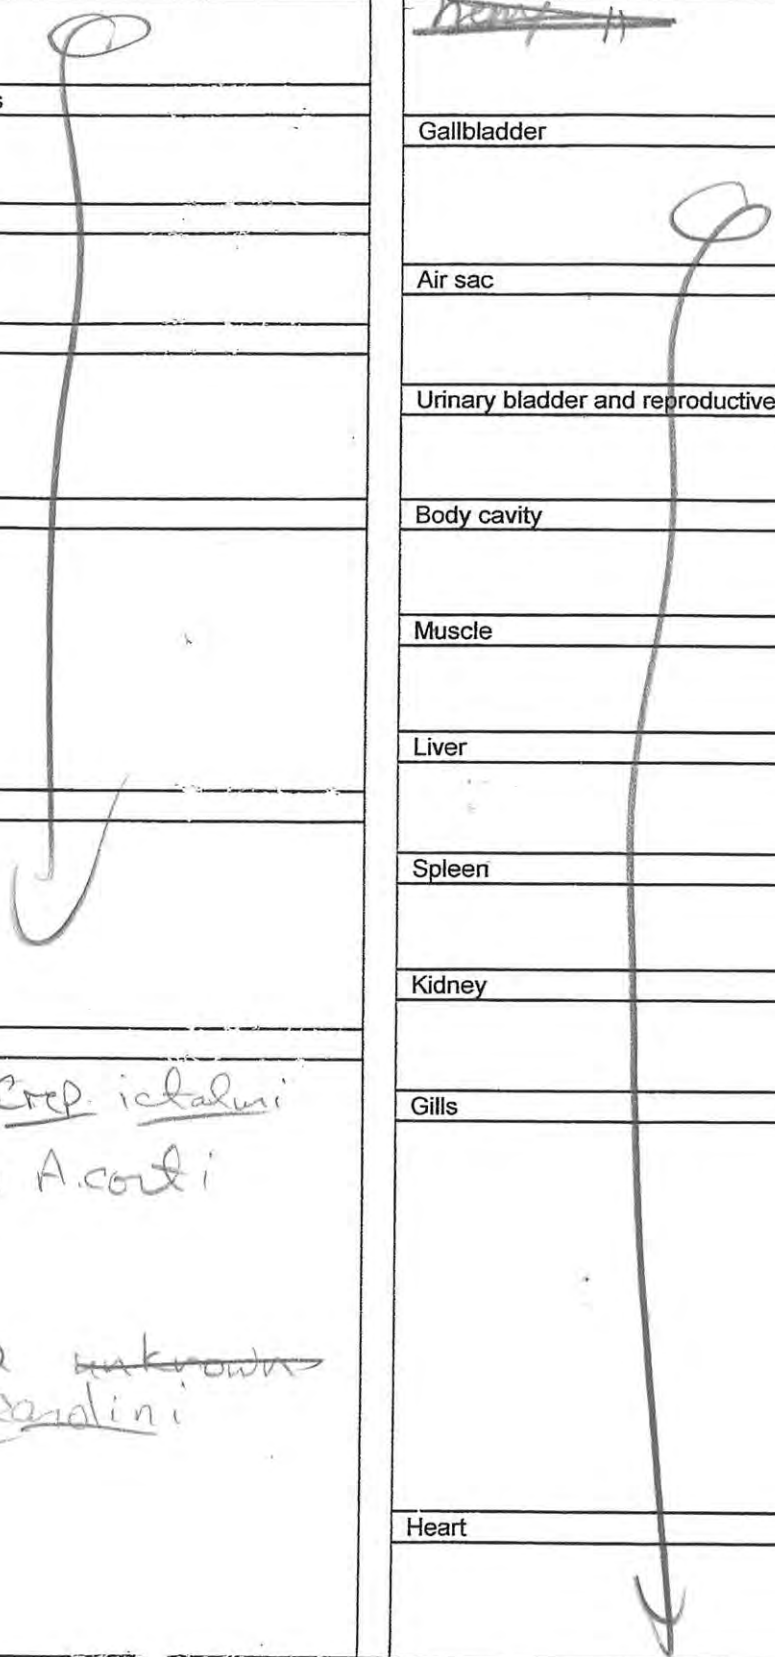 s
Crep. ictaluri
A. corti
unknown
Gallbladder
Air sac
Urinary bladder and reproductive
Body cavity
Muscle
Liver
Spleen
Kidney
Gills
Heart